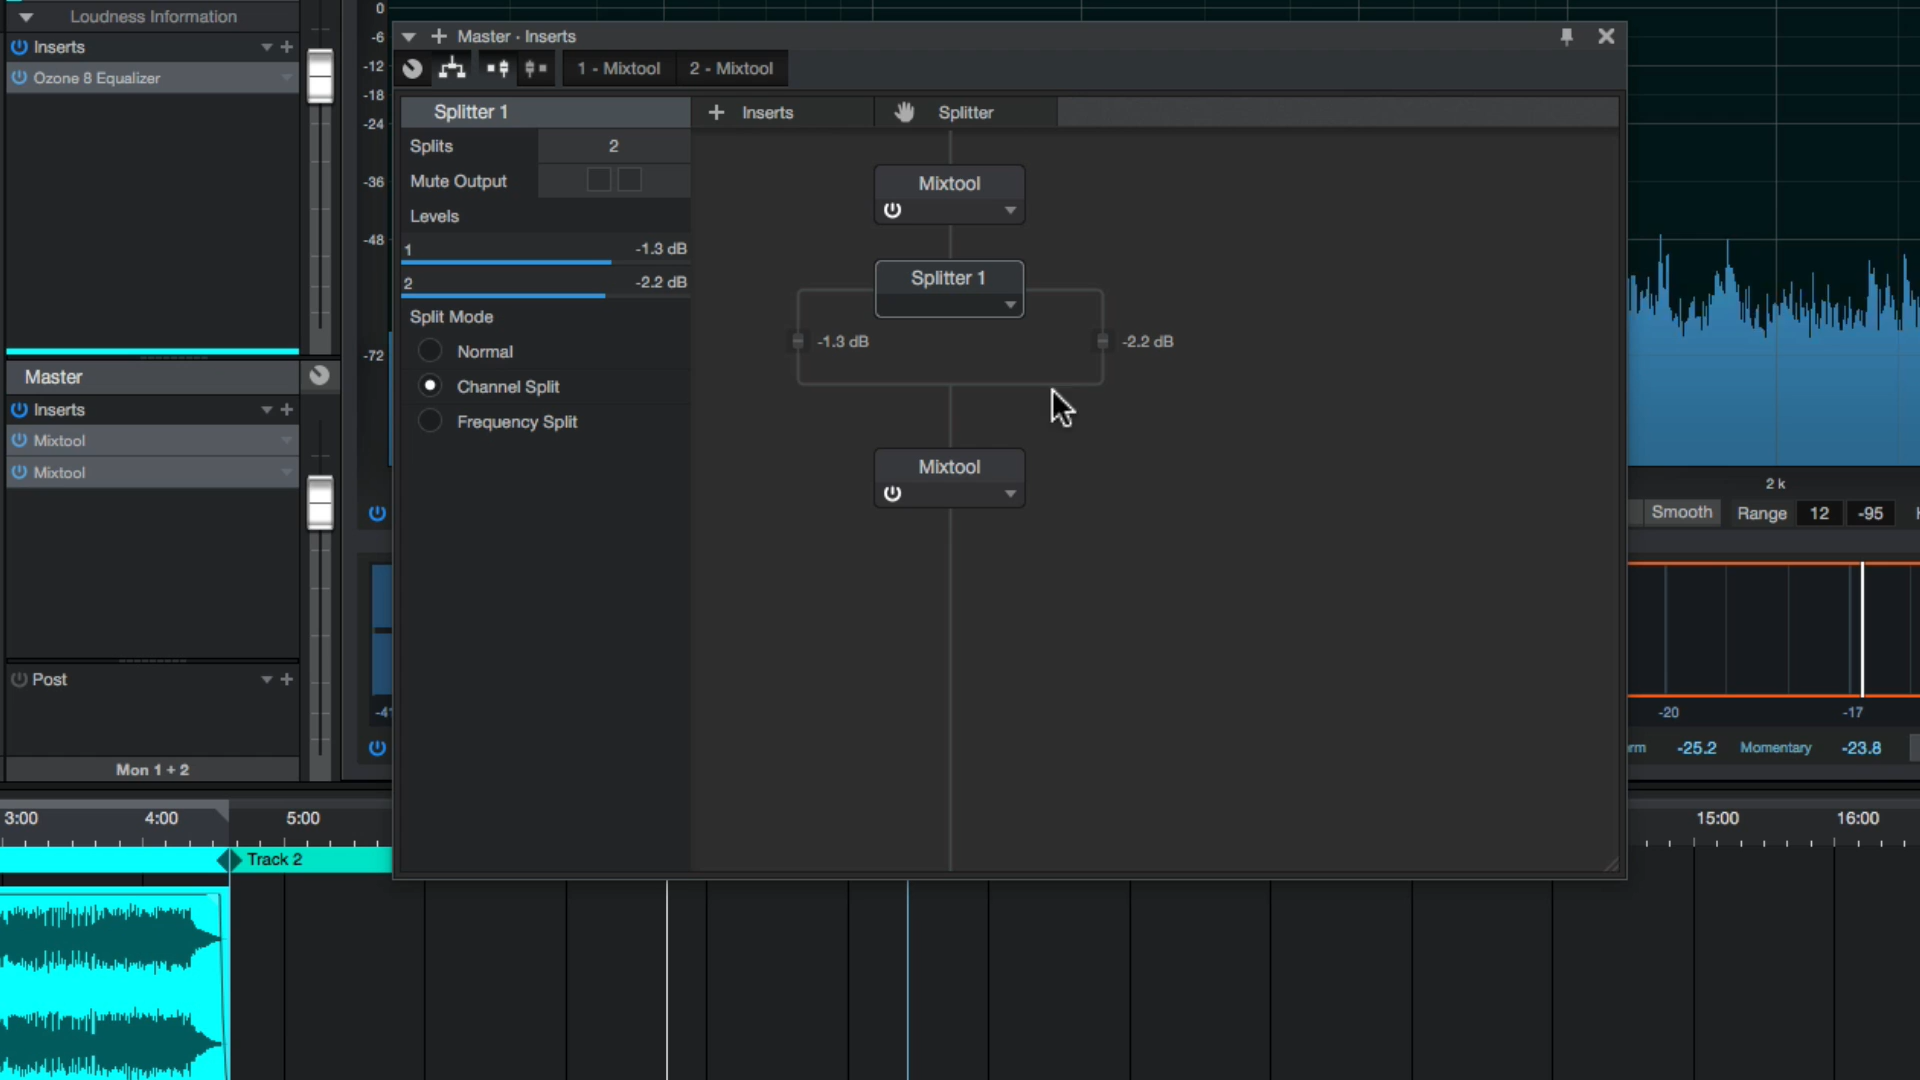 Loudness Information
Inserts
Ozone 8 Equalizer
Master
Inserts
Mixtool
Mixtool
Post
Mon 1 + 2
0
-6
-12
-18
-24
-36
-48
-72
Master · Inserts
1 - Mixtool
2 - Mixtool
Splitter 1
Splits
2
Mute Output
Levels
1
-1.3 dB
2
-2.2 dB
Split Mode
Normal
Channel Split
Frequency Split
Inserts
Splitter
Mixtool
Splitter 1
-1.3 dB
-2.2 dB
Mixtool
2 k
Smooth
Range
12
-95
-20
-17
-25.2
Momentary
-23.8
3:00
4:00
5:00
15:00
16:00
Track 2